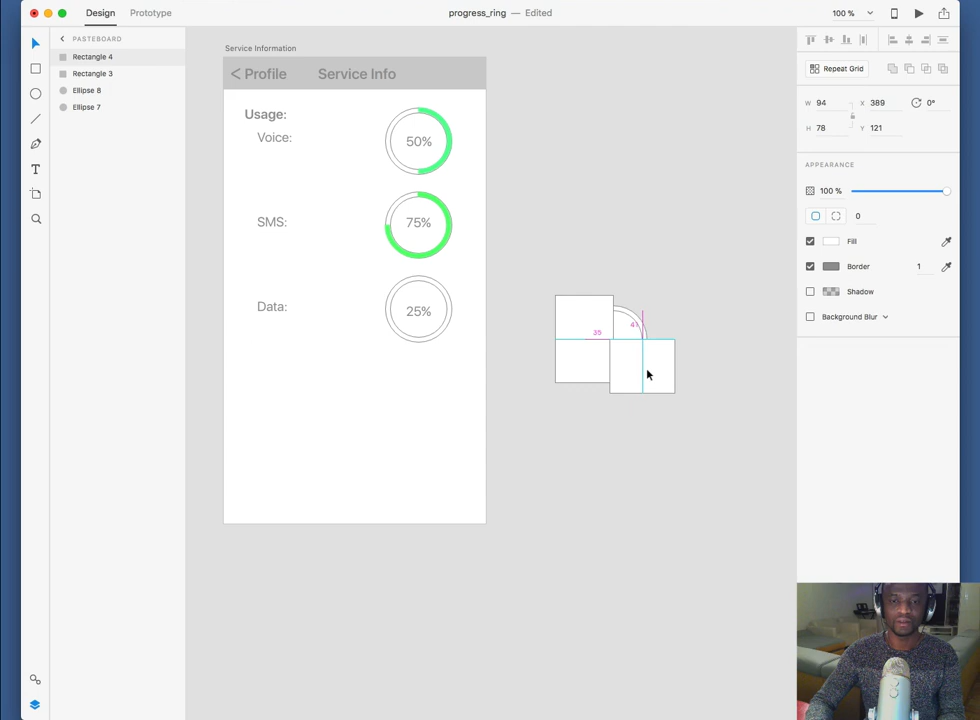 progress_ring — Edited
Design
Prototype
100 %
PASTEBOARD
Rectangle 4
Rectangle 3
Ellipse 8
Ellipse 7
Service Information
< Profile
Service Info
Usage:
Voice:
50%
SMS:
75%
Data:
25%
35
41
Repeat Grid
W 94
X 389
0°
H 78
Y 121
APPEARANCE
100 %
0
Fill
Border
1
Shadow
Background Blur